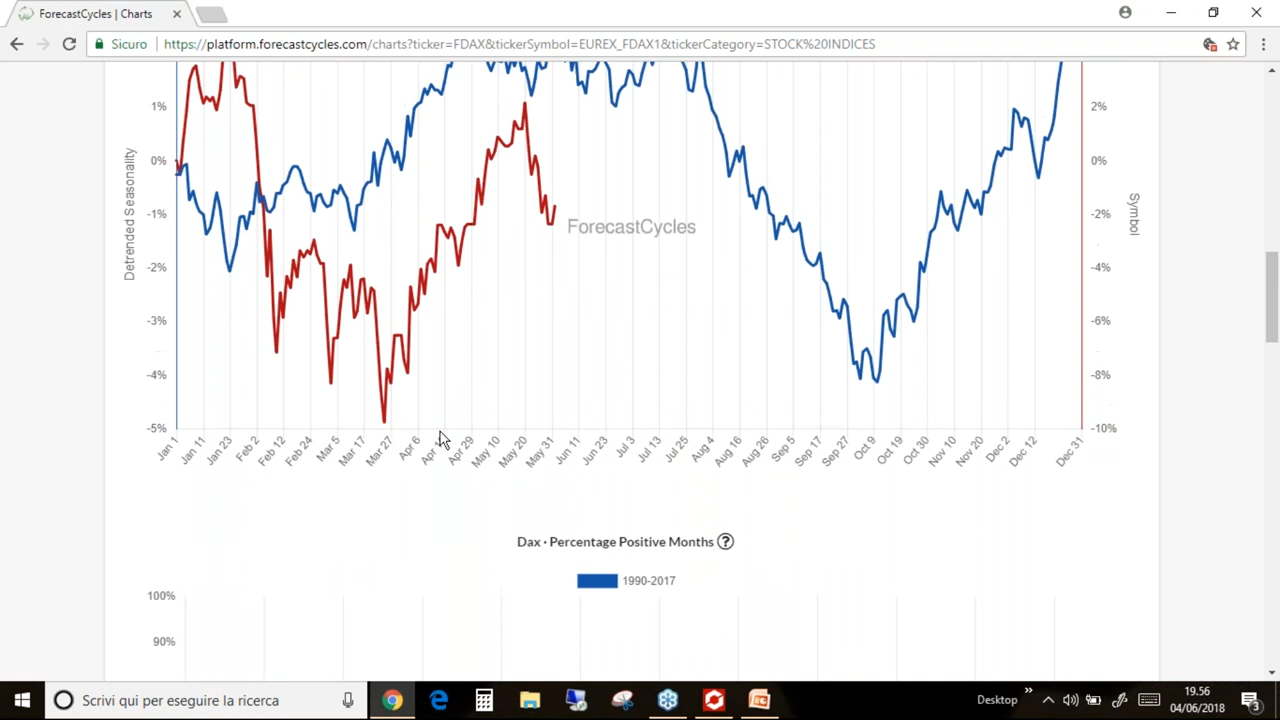 ForecastCycles | Charts
Sicuro
https://platform.forecastcycles.com/charts?ticker=FDAX&tickerSymbol=EUREX_FDAX1&tickerCategory=STOCK%20INDICES
1%
0%
-1%
-2%
-3%
-4%
-5%
Detrended Seasonality
ForecastCycles
2%
0%
-2%
-4%
-6%
-8%
-10%
Symbol
Jan 1
Jan 11
Jan 23
Feb 2
Feb 12
Feb 24
Mar 5
Mar 17
Mar 27
Apr 6
Apr 29
May 10
May 20
May 31
Jun 11
Jun 23
Jul 3
Jul 13
Jul 25
Aug 4
Aug 16
Aug 26
Sep 5
Sep 17
Sep 27
Oct 9
Oct 19
Oct 30
Nov 10
Nov 20
Dec 2
Dec 12
Dec 31
Dax · Percentage Positive Months ?
1990-2017
100%
90%
Scrivi qui per eseguire la ricerca
Desktop
19.56
04/06/2018
3